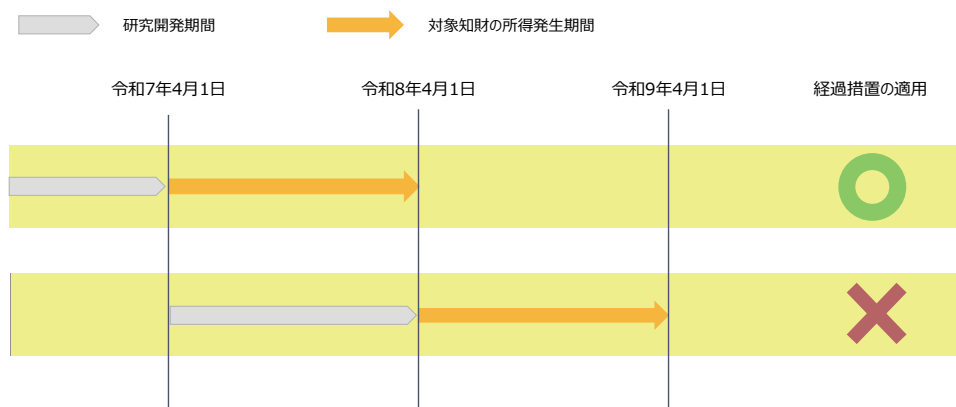 研究開発期間
対象知財の所得発生期間
令和7年4月1日
令和8年4月1日
令和9年4月1日
経過措置の適用